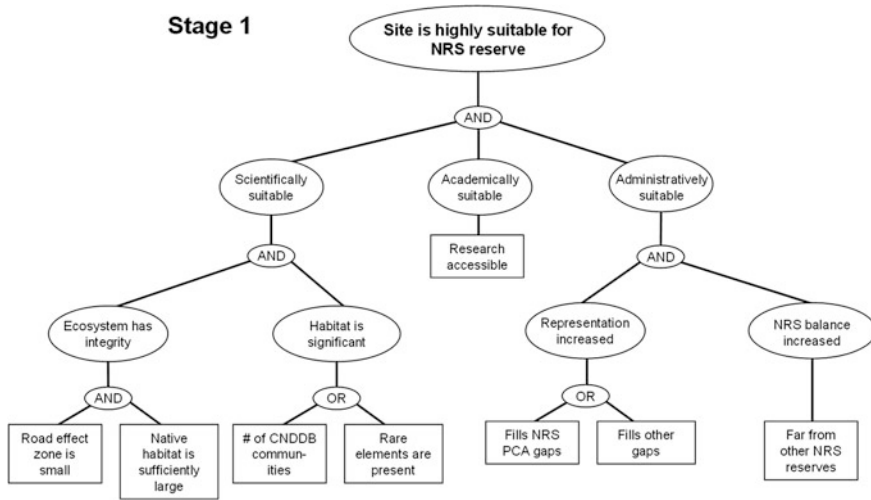 Stage 1
Site is highly suitable for
NRS reserve
AND
Scientifically
suitable
Academically
suitable
Administratively
suitable
AND
Research
accessible
AND
Ecosystem has
integrity
Habitat is
significant
Representation
increased
NRS balance
increased
AND
OR
OR
Road effect
zone is
small
Native
habitat is
sufficiently
large
# of CNDDB
commun-
ities
Rare
elements are
present
Fills NRS
PCA gaps
Fills other
gaps
Far from
other NRS
reserves